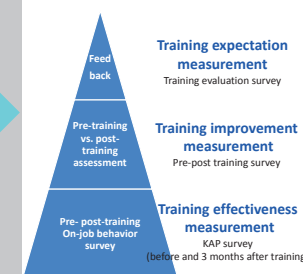 Feed
back
Training expectation
measurement
Training evaluation survey
Pre-training
vs. post-
training
assessment
Training improvement
measurement
Pre-post training survey
Pre- post-training
On-job behavior
survey
Training effectiveness
measurement
KAP survey
(before and 3 months after training